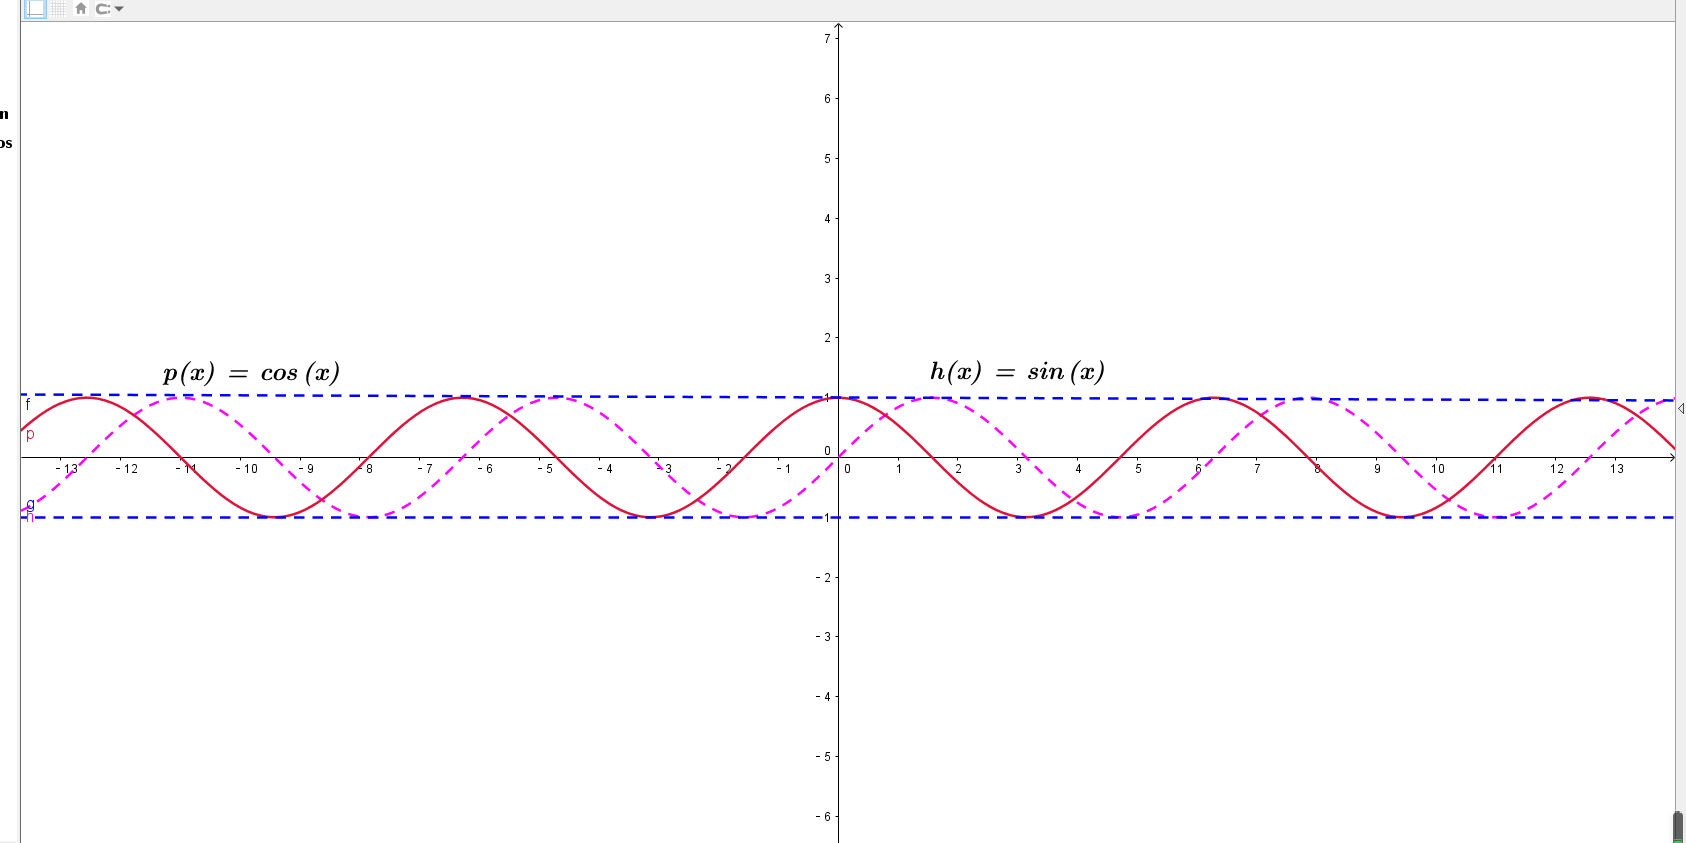 n
os
7
6
5
4
3
2
p(x) = cos (x)
h(x) = sin (x)
f
1
p
0
- 13 - 12 - 11 - 10 - 9 - 8 - 7 - 6 - 5 - 4 - 3 - 2 - 1 0 1 2 3 4 5 6 7 8 9 10 11 12 13
g
h
- 1
- 2
- 3
- 4
- 5
- 6